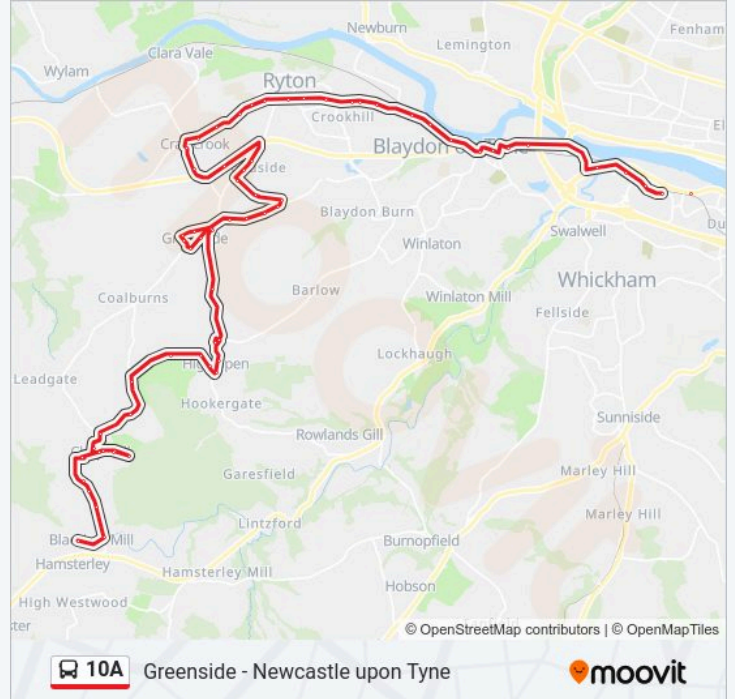 Newburn
Fenham
Lemington
Clara Vale
Wylam
Ryton
Crookhill
Blaydon
Blaydon Burn
Swalwell
Winlaton
Whickham
Coalburns
Barlow
Winlaton Mill
Fellside
Lockhaugh
Leadgate
Hookergate
Sunniside
Rowlands Gill
Marley Hill
Garesfield
Marley Hill
Lintzford
Mill
Burnopfield
Hamsterley
Hamsterley Mill
Hobson
High Westwood
© OpenStreetMap contributors | © OpenMapTiles
10A Greenside - Newcastle upon Tyne
moovit